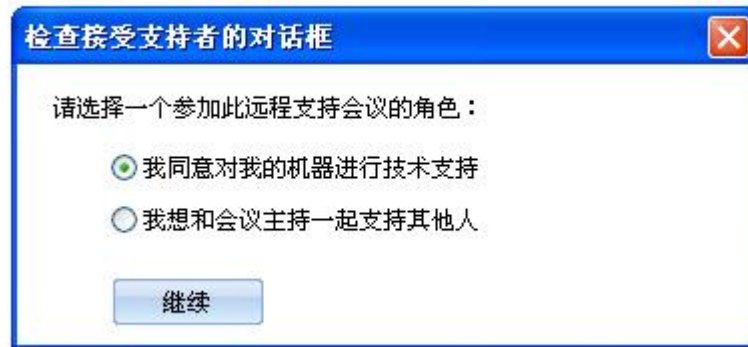 检查接受支持者的对话框
请选择一个参加此远程支持会议的角色：
我同意对我的机器进行技术支持
我想和会议主持一起支持其他人
继续